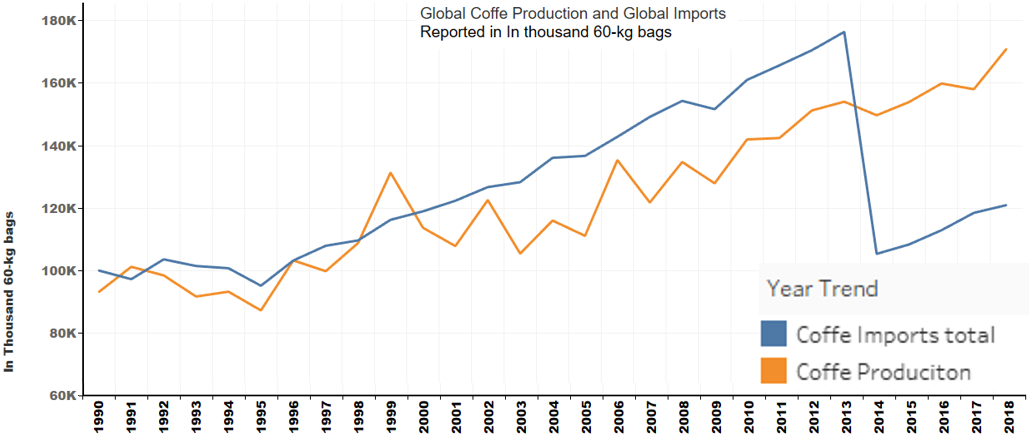 Global Coffe Production and Global Imports
Reported in In thousand 60-kg bags
180K
160K
140K
120K
100K
80K
60K
In Thousand 60-kg bags
Year Trend
Coffe Imports total
Coffe Produciton
1990 1991 1992 1993 1994 1995 1996 1997 1998 1999 2000 2001 2002 2003 2004 2005 2006 2007 2008 2009 2010 2011 2012 2013 2014 2015 2016 2017 2018